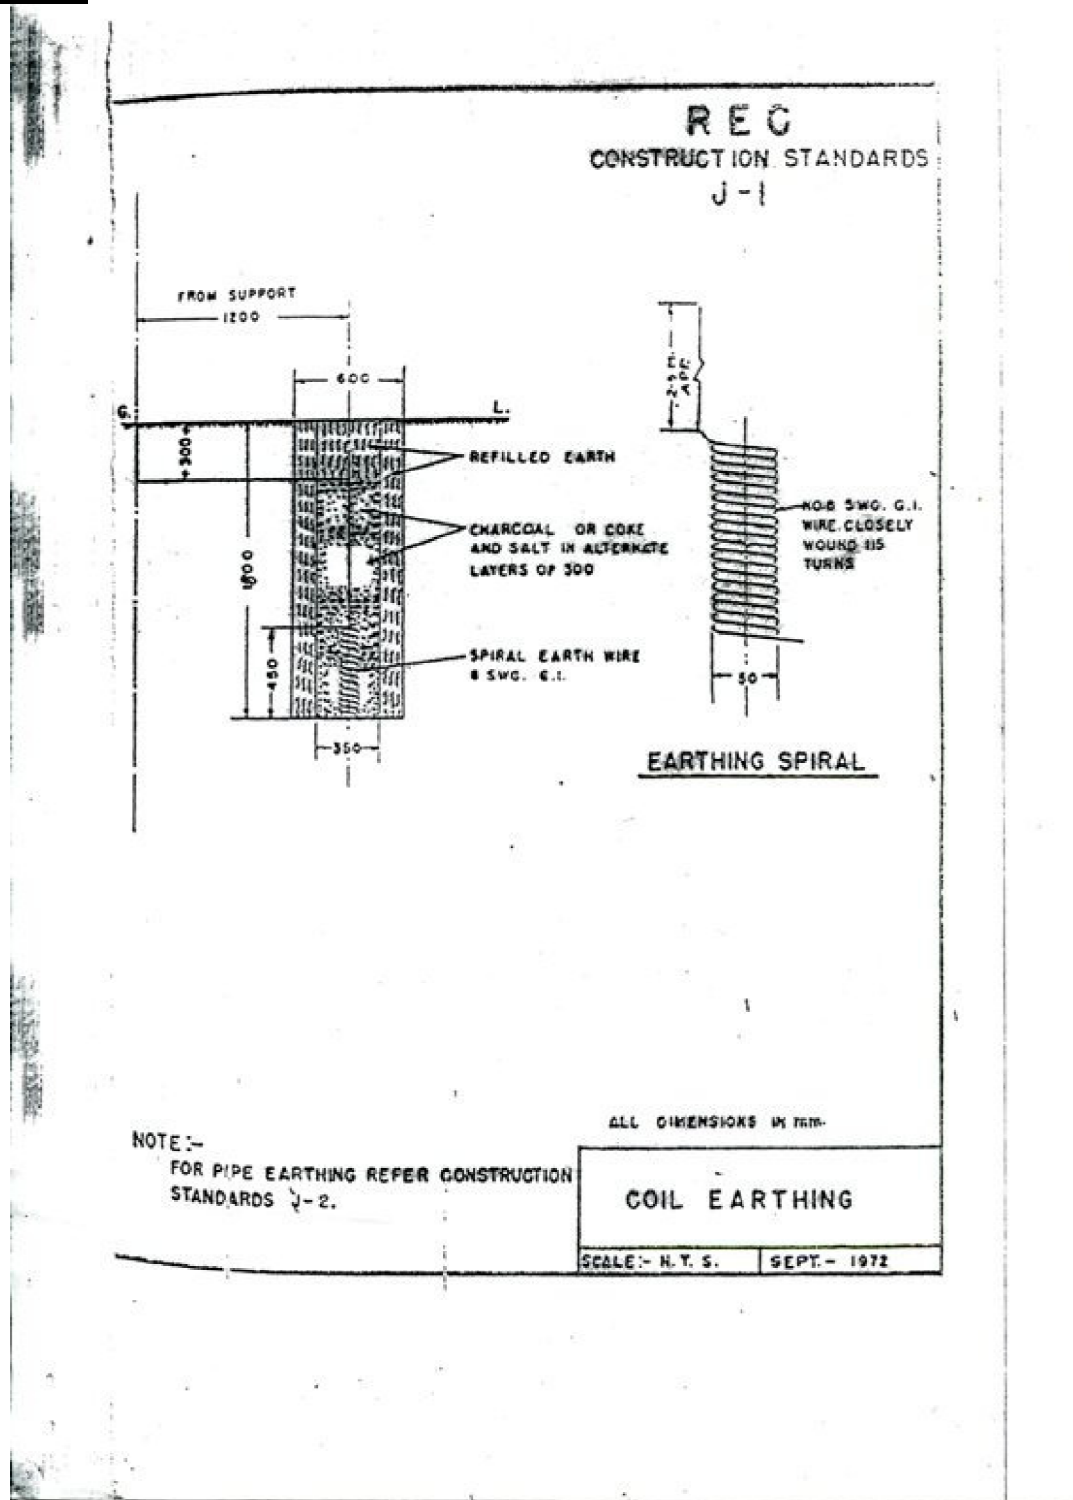 REC
CONSTRUCTION STANDARDS
J-1
FROM SUPPORT
1200
600
G.
L.
300
REFILLED EARTH
CHARCOAL OR COKE
AND SALT IN ALTERNATE
LAYERS OF 300
1800
450
SPIRAL EARTH WIRE
8 SWG. G.I.
350
APP.
NO.8 SWG. G.I.
WIRE CLOSELY
WOUND 115
TURNS
50
EARTHING SPIRAL
ALL DIMENSIONS IN mm.
NOTE:-
FOR PIPE EARTHING REFER CONSTRUCTION
STANDARDS J-2.
COIL EARTHING
SCALE:- N.T.S.
SEPT.- 1972